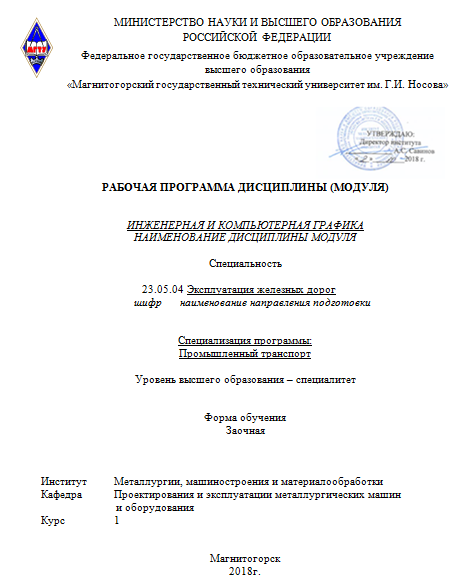 МИНИСТЕРСТВО НАУКИ И ВЫСШЕГО ОБРАЗОВАНИЯ
РОССИЙСКОЙ ФЕДЕРАЦИИ
Федеральное государственное бюджетное образовательное учреждение
высшего образования
«Магнитогорский государственный технический университет им. Г.И. Носова»
МГТУ
УТВЕРЖДАЮ:
Директор института
А.С. Савинов
2018 г.
РАБОЧАЯ ПРОГРАММА ДИСЦИПЛИНЫ (МОДУЛЯ)
ИНЖЕНЕРНАЯ И КОМПЬЮТЕРНАЯ ГРАФИКА
НАИМЕНОВАНИЕ ДИСЦИПЛИНЫ МОДУЛЯ
Специальность
23.05.04 Эксплуатация железных дорог
шифр наименование направления подготовки
Специализация программы:
Промышленный транспорт
Уровень высшего образования – специалитет
Форма обучения
Заочная
Институт Металлургии, машиностроения и материалообработки
Кафедра Проектирования и эксплуатации металлургических машин
и оборудования
Курс 1
Магнитогорск
2018г.